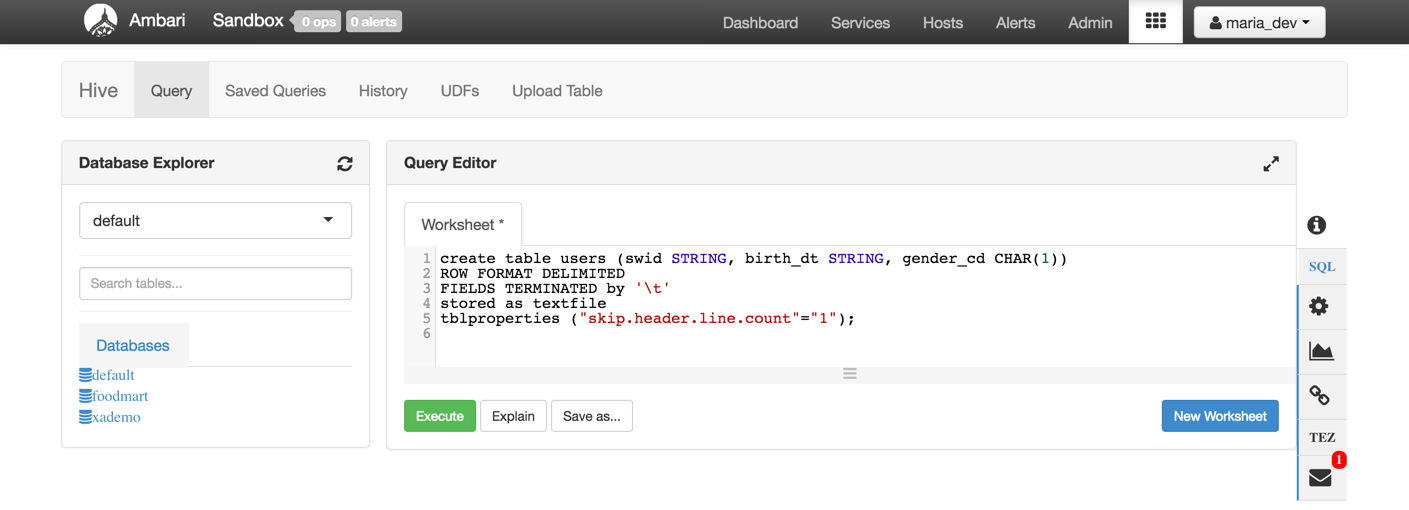 Ambari Sandbox 0 ops 0 alerts Dashboard Services Hosts Alerts Admin maria_dev
Hive Query Saved Queries History UDFs Upload Table
Database Explorer
default
Search tables...
Databases
default
foodmart
xademo
Query Editor
Worksheet *
1 create table users (swid STRING, birth_dt STRING, gender_cd CHAR(1))
2 ROW FORMAT DELIMITED
3 FIELDS TERMINATED by '\t'
4 stored as textfile
5 tblproperties ("skip.header.line.count"="1");
6
Execute Explain Save as... New Worksheet
SQL
TEZ
1